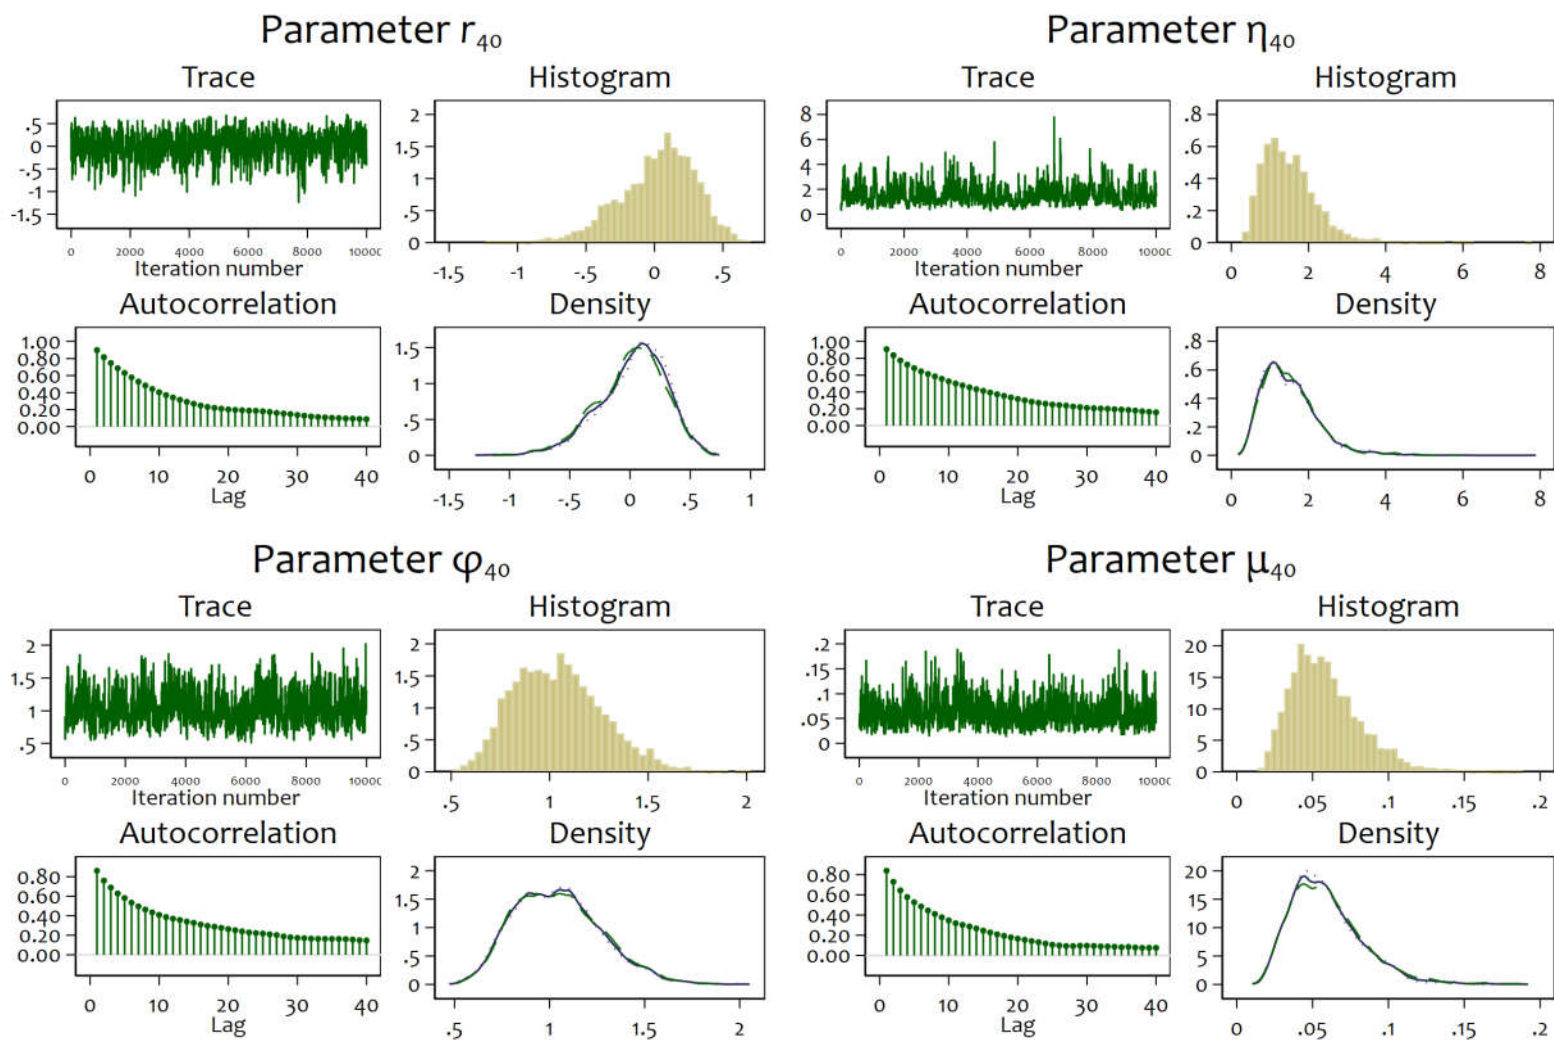 Parameter r₄₀
Trace
.5
0
-.5
-1
-1.5
0 2000 4000 6000 8000 10000
Iteration number
Histogram
2
1.5
1
.5
0
-1.5 -1 -.5 0 .5
Autocorrelation
1.00
0.80
0.60
0.40
0.20
0.00
0 10 20 30 40
Lag
Density
1.5
1
.5
0
-1.5 -1 -.5 0 .5 1
Parameter η₄₀
Trace
8
6
4
2
0
0 2000 4000 6000 8000 10000
Iteration number
Histogram
.8
.6
.4
.2
0
0 2 4 6 8
Autocorrelation
1.00
0.80
0.60
0.40
0.20
0.00
0 10 20 30 40
Lag
Density
.8
.6
.4
.2
0
0 2 4 6 8
Parameter φ₄₀
Trace
2
1.5
1
.5
0 2000 4000 6000 8000 10000
Iteration number
Histogram
2
1.5
1
.5
0
.5 1 1.5 2
Autocorrelation
0.80
0.60
0.40
0.20
0.00
0 10 20 30 40
Lag
Density
2
1.5
1
.5
0
.5 1 1.5 2
Parameter μ₄₀
Trace
.2
.15
.1
.05
0
0 2000 4000 6000 8000 10000
Iteration number
Histogram
20
15
10
5
0
0 .05 .1 .15 .2
Autocorrelation
0.80
0.60
0.40
0.20
0.00
0 10 20 30 40
Lag
Density
20
15
10
5
0
0 .05 .1 .15 .2